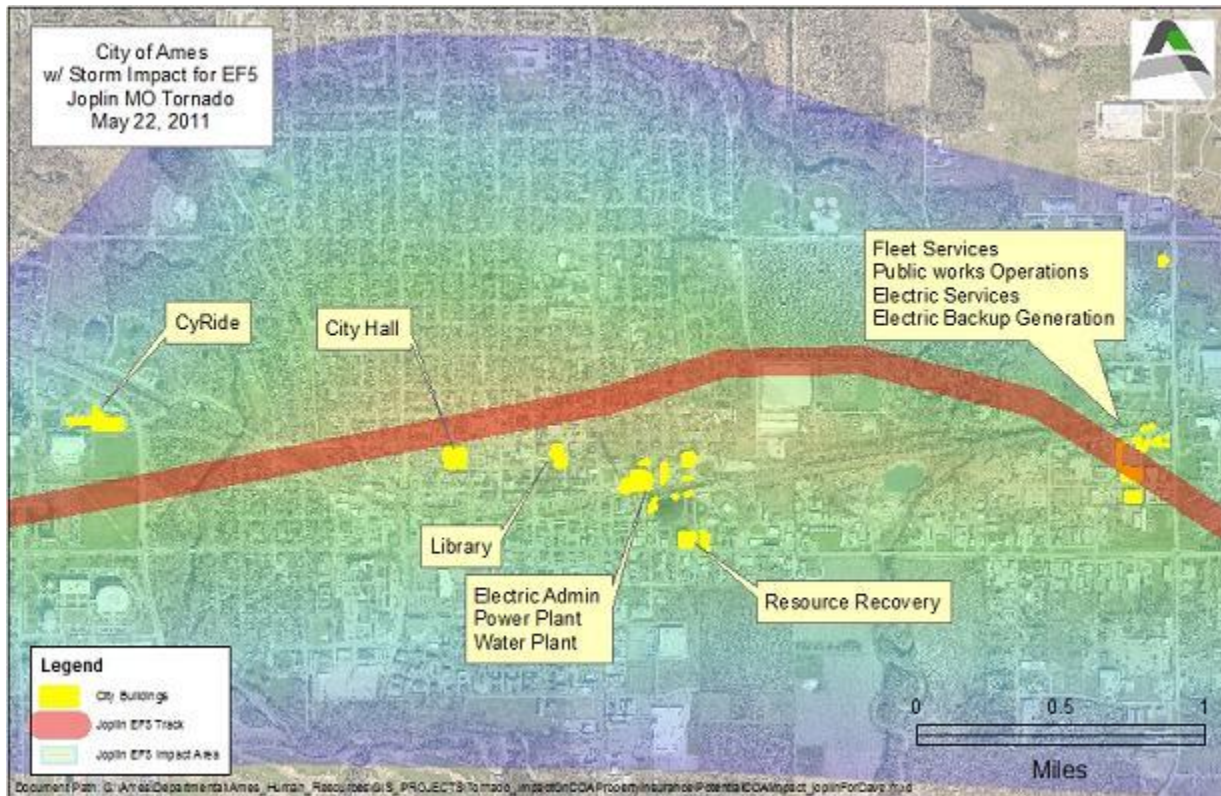 City of Ames
w/ Storm Impact for EF5
Joplin MO Tornado
May 22, 2011
Fleet Services
Public works Operations
Electric Services
Electric Backup Generation
CyRide
City Hall
Library
Electric Admin
Power Plant
Water Plant
Resource Recovery
Legend
City Buildings
Joplin EF5 Track
Joplin EF5 Impact Area
0 0.5 1
Miles
Document Path: G: